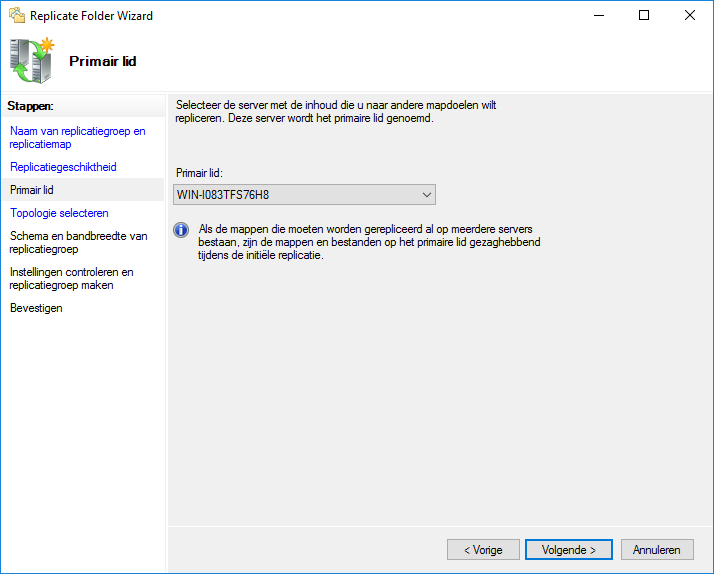 Replicate Folder Wizard
Primair lid
Stappen:
Naam van replicatiegroep en
replicatiemap
Replicatiegeschiktheid
Primair lid
Topologie selecteren
Schema en bandbreedte van
replicatiegroep
Instellingen controleren en
replicatiegroep maken
Bevestigen
Selecteer de server met de inhoud die u naar andere mapdoelen wilt
repliceren. Deze server wordt het primaire lid genoemd.
Primair lid:
WIN-I083TFS76H8
Als de mappen die moeten worden gerepliceerd al op meerdere servers
bestaan, zijn de mappen en bestanden op het primaire lid gezaghebbend
tijdens de initiële replicatie.
< Vorige
Volgende >
Annuleren